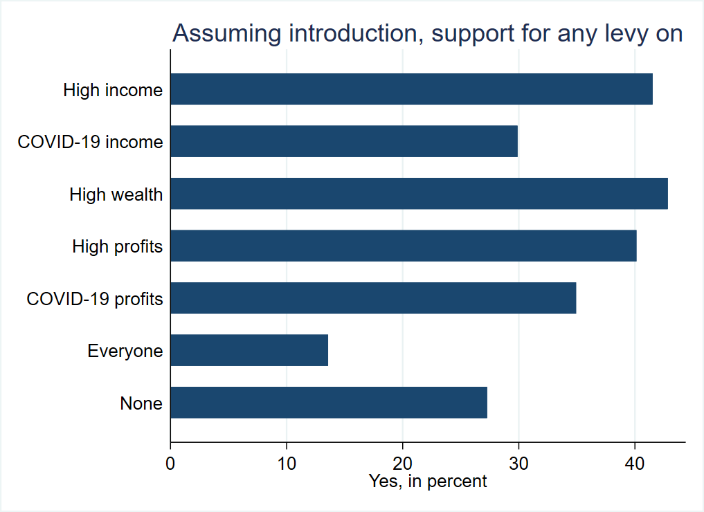 Assuming introduction, support for any levy on
High income
COVID-19 income
High wealth
High profits
COVID-19 profits
Everyone
None
0 10 20 30 40
Yes, in percent